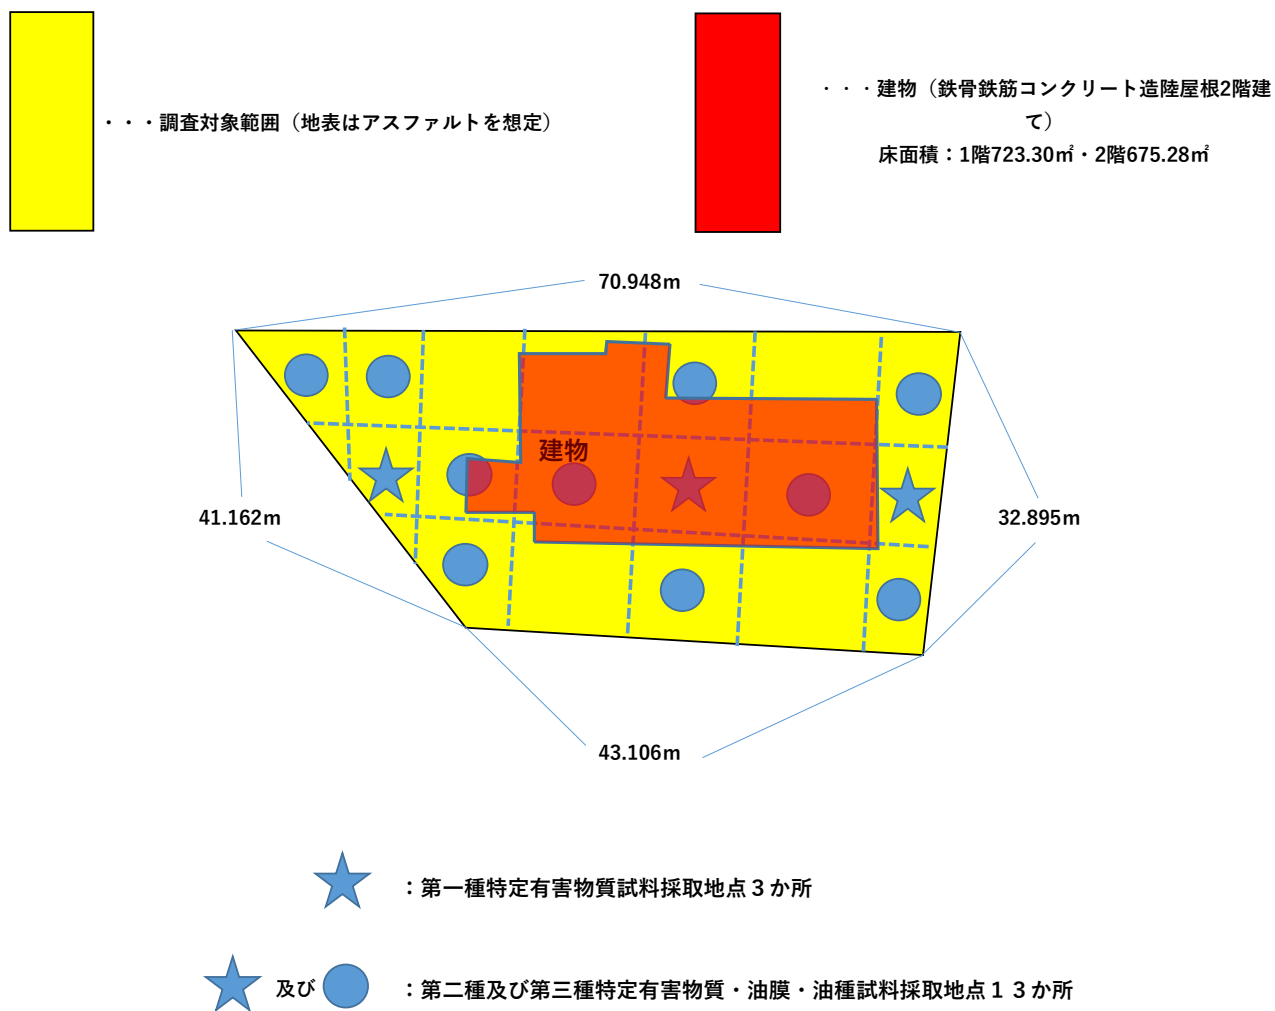 ・・・調査対象範囲（地表はアスファルトを想定）
・・・建物（鉄骨鉄筋コンクリート造陸屋根2階建
て）
床面積：1階723.30㎡・2階675.28㎡
70.948m
建物
41.162m
32.895m
43.106m
：第一種特定有害物質試料採取地点３か所
及び
：第二種及び第三種特定有害物質・油膜・油種試料採取地点１３か所